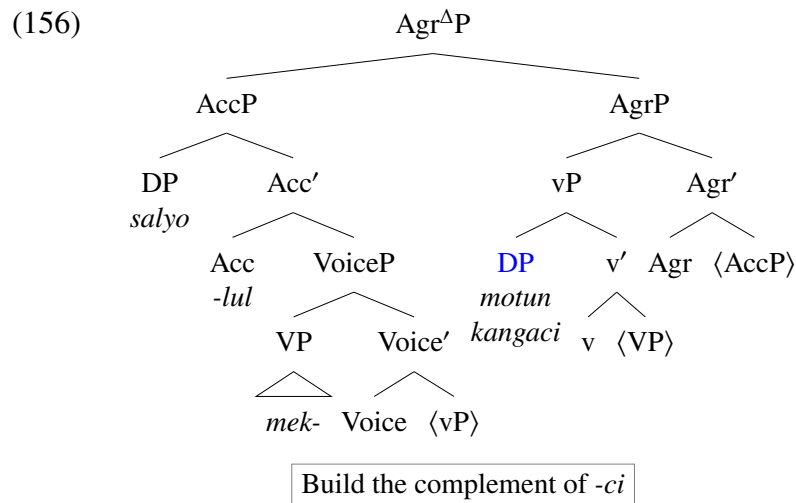 (156) Agr^ΔP
AccP AgrP
DP Acc′ vP Agr′
salyo
Acc VoiceP DP v′ Agr ⟨AccP⟩
-lul motun
VP Voice′ kangaci v ⟨VP⟩
mek- Voice ⟨vP⟩
Build the complement of -ci